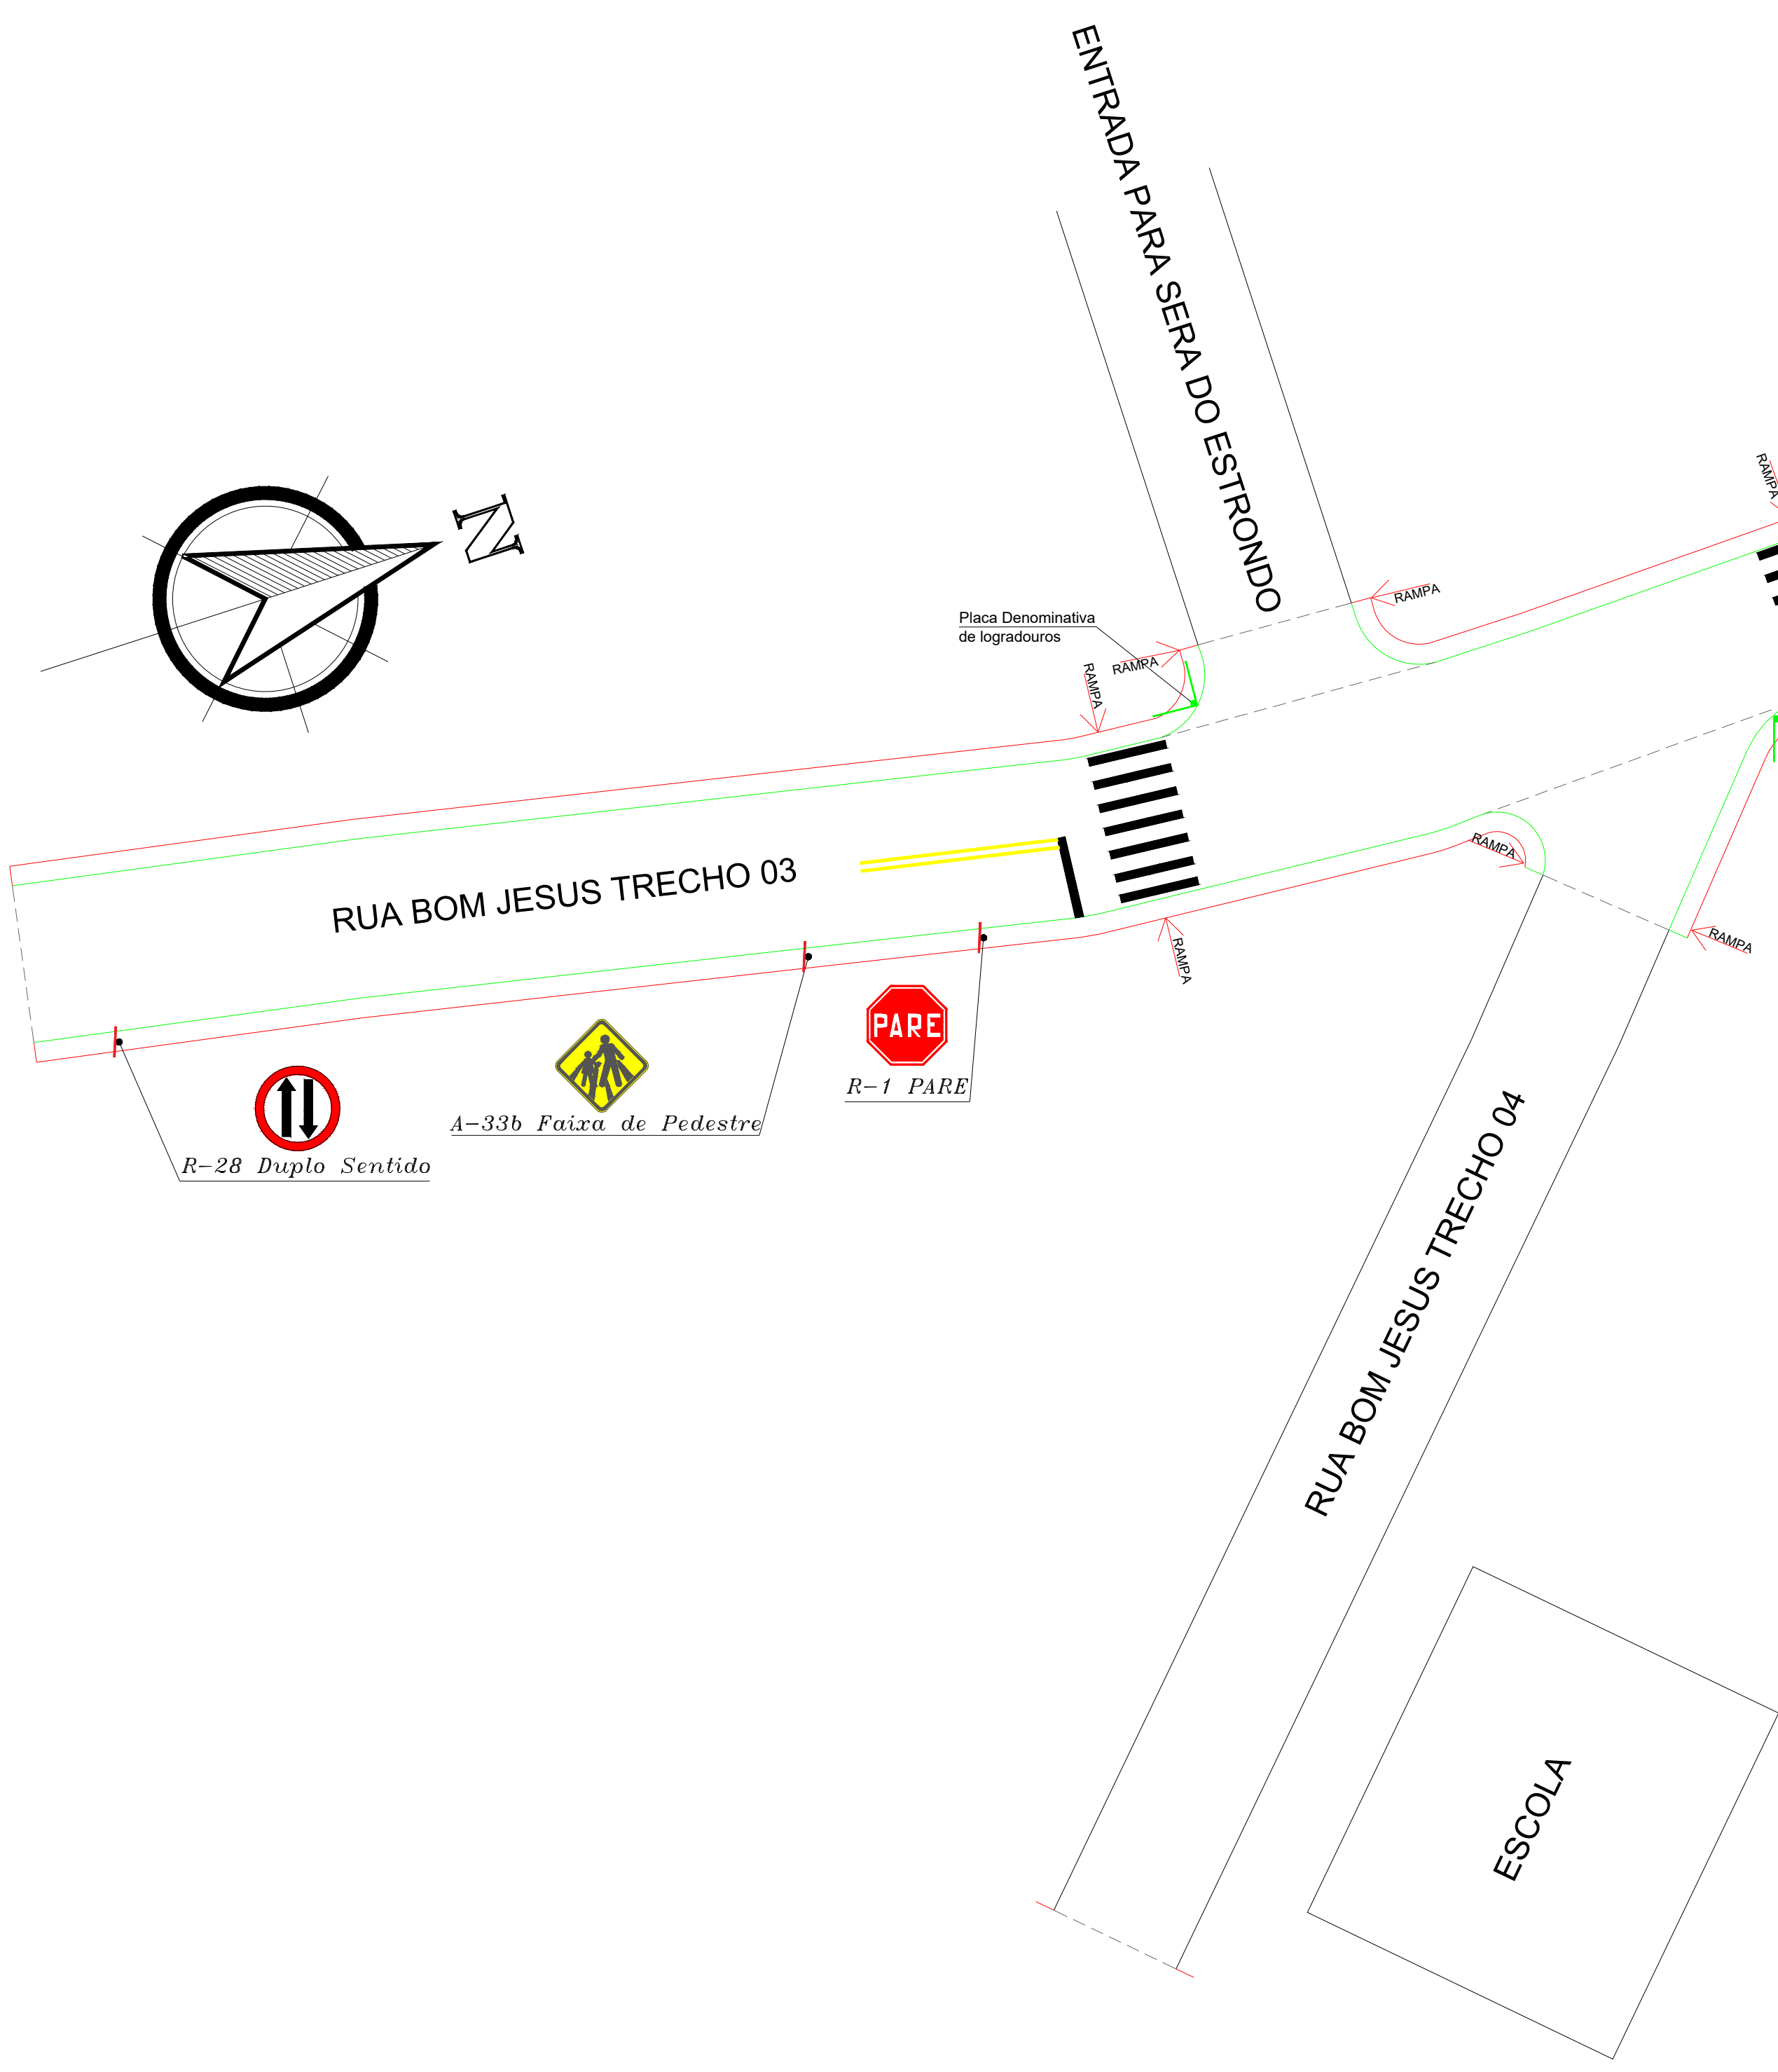 ENTRADA PARA SERA DO ESTRONDO
N
RAMPA
RAMPA
Placa Denominativa
de logradouros
RAMPA
RAMPA
RUA BOM JESUS TRECHO 03
RAMPA
RAMPA
RAMPA
PARE
R-1 PARE
A-33b Faixa de Pedestre
R-28 Duplo Sentido
RUA BOM JESUS TRECHO 04
ESCOLA